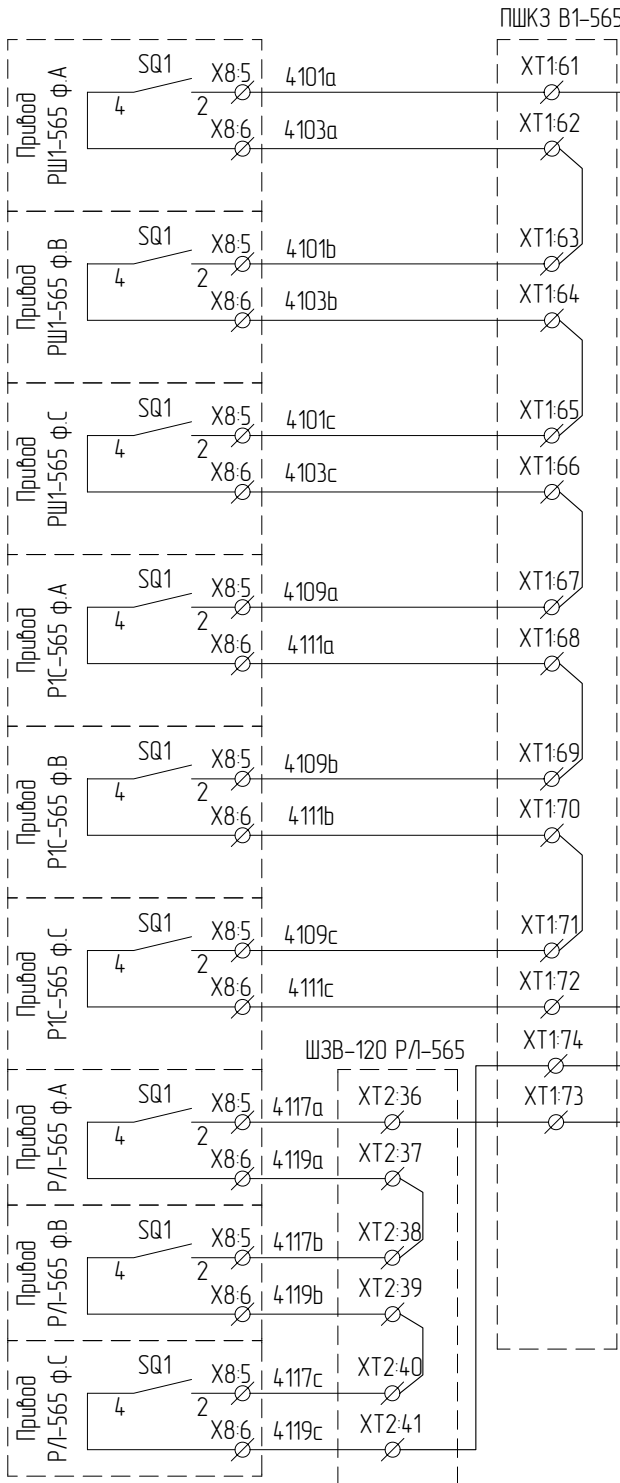 ПШКЗ В1-565
Привод
РШ1-565 ф.А
SQ1
4
2
X8:5
4101a
XT1:61
X8:6
4103a
XT1:62
Привод
РШ1-565 ф.В
SQ1
4
2
X8:5
4101b
XT1:63
X8:6
4103b
XT1:64
Привод
РШ1-565 ф.С
SQ1
4
2
X8:5
4101c
XT1:65
X8:6
4103c
XT1:66
Привод
Р1С-565 ф.А
SQ1
4
2
X8:5
4109a
XT1:67
X8:6
4111a
XT1:68
Привод
Р1С-565 ф.В
SQ1
4
2
X8:5
4109b
XT1:69
X8:6
4111b
XT1:70
Привод
Р1С-565 ф.С
SQ1
4
2
X8:5
4109c
XT1:71
X8:6
4111c
XT1:72
ШЗВ-120 РЛ-565
XT1:74
Привод
РЛ-565 ф.А
SQ1
4
2
X8:5
4117a
XT2:36
XT1:73
X8:6
4119a
XT2:37
Привод
РЛ-565 ф.В
SQ1
4
2
X8:5
4117b
XT2:38
X8:6
4119b
XT2:39
Привод
РЛ-565 ф.С
SQ1
4
2
X8:5
4117c
XT2:40
X8:6
4119c
XT2:41